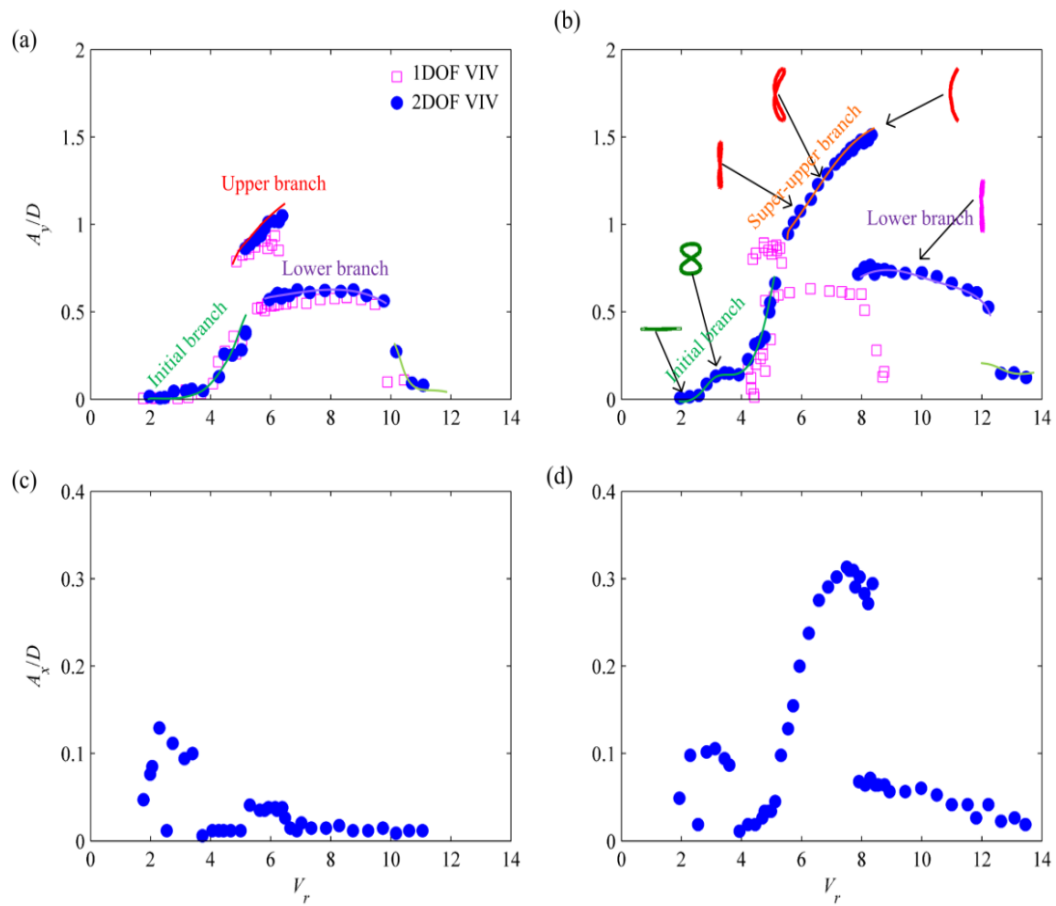 (a)
2
1.5
1
0.5
0
A_y/D
1DOF VIV
2DOF VIV
Upper branch
Lower branch
Initial branch
0 2 4 6 8 10 12 14
(b)
2
1.5
1
0.5
0
Super-upper branch
Lower branch
Initial branch
0 2 4 6 8 10 12 14
(c)
0.4
0.3
0.2
0.1
0
A_x/D
0 2 4 6 8 10 12 14
V_r
(d)
0.4
0.3
0.2
0.1
0
0 2 4 6 8 10 12 14
V_r